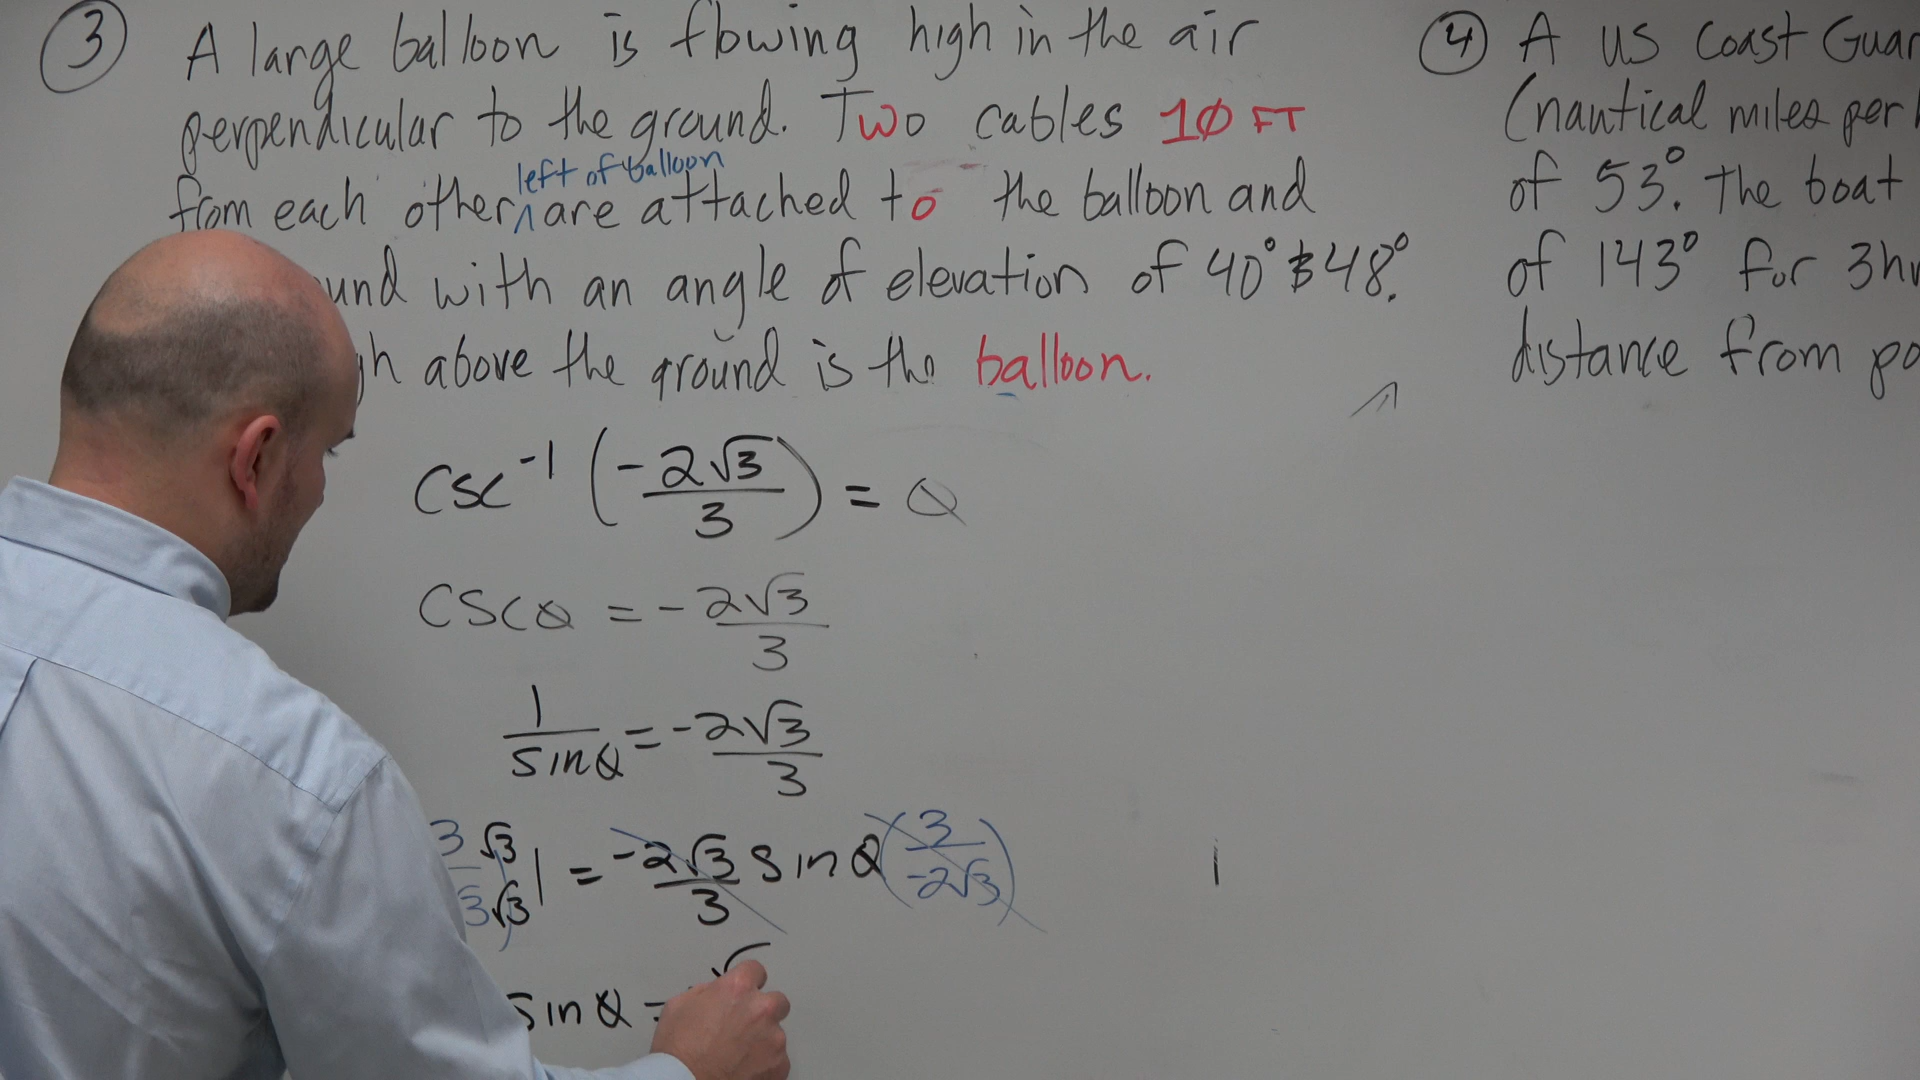 ③ A large balloon is flowing high in the air
perpendicular to the ground. Two cables 10 FT
left of balloon
from each other, ^ are attached to the balloon and
with an angle of elevation of 40° & 48°.
above the ground is the balloon.
csc⁻¹ (-2√3/3) = θ
cscθ = -2√3/3
1/sinθ = -2√3/3
1 = -2√3/3 sinθ (3/-2√3)
sinθ =
④ A US Coast
(nautical miles per
of 53°. The boat
of 143° for
distance from